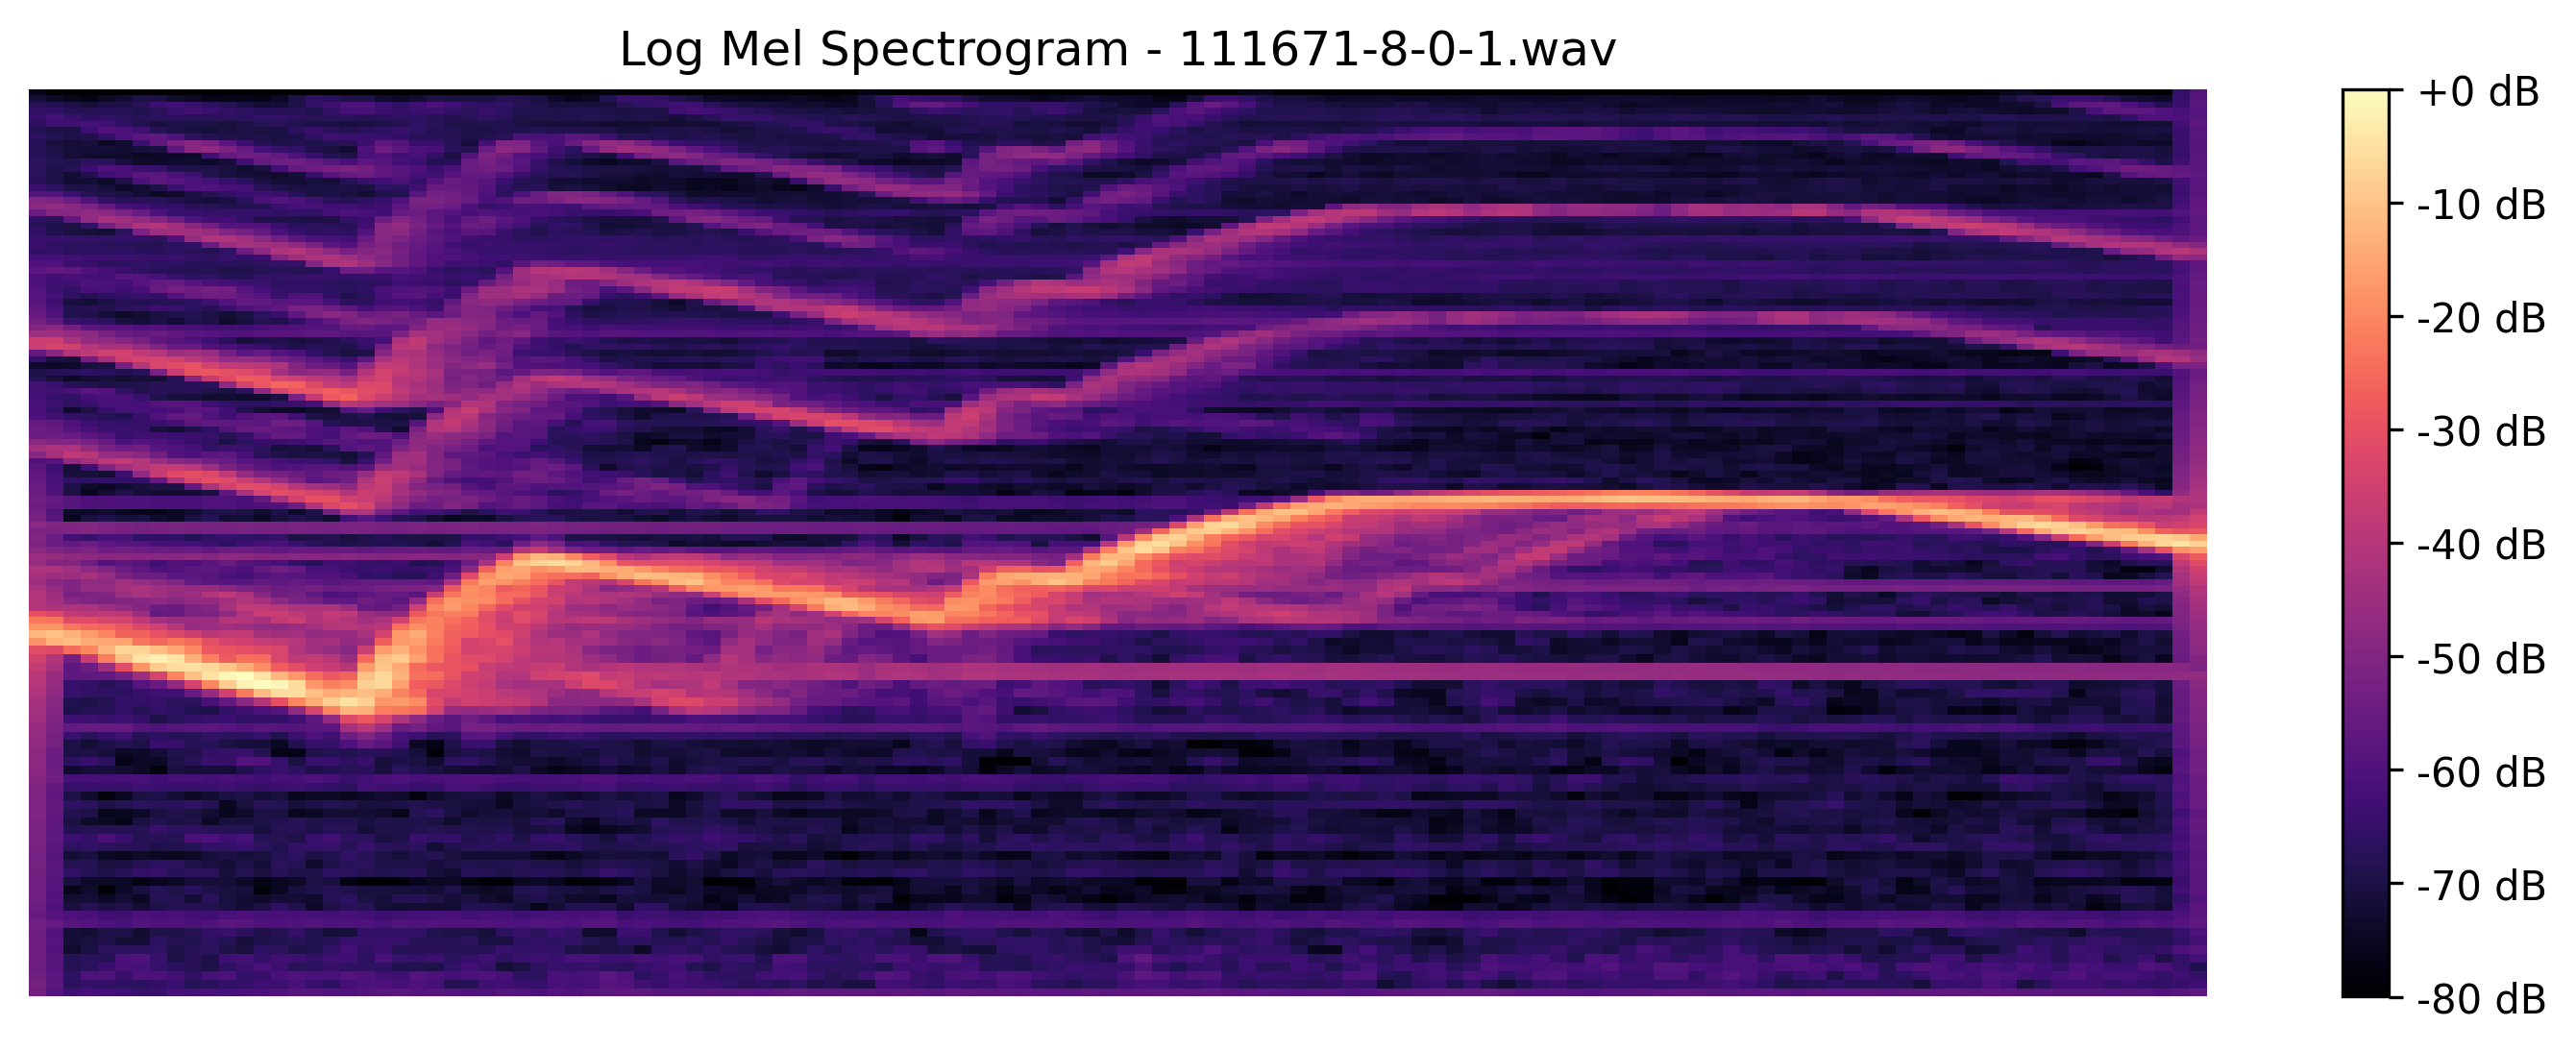 Log Mel Spectrogram - 111671-8-0-1.wav
+0 dB
-10 dB
-20 dB
-30 dB
-40 dB
-50 dB
-60 dB
-70 dB
-80 dB